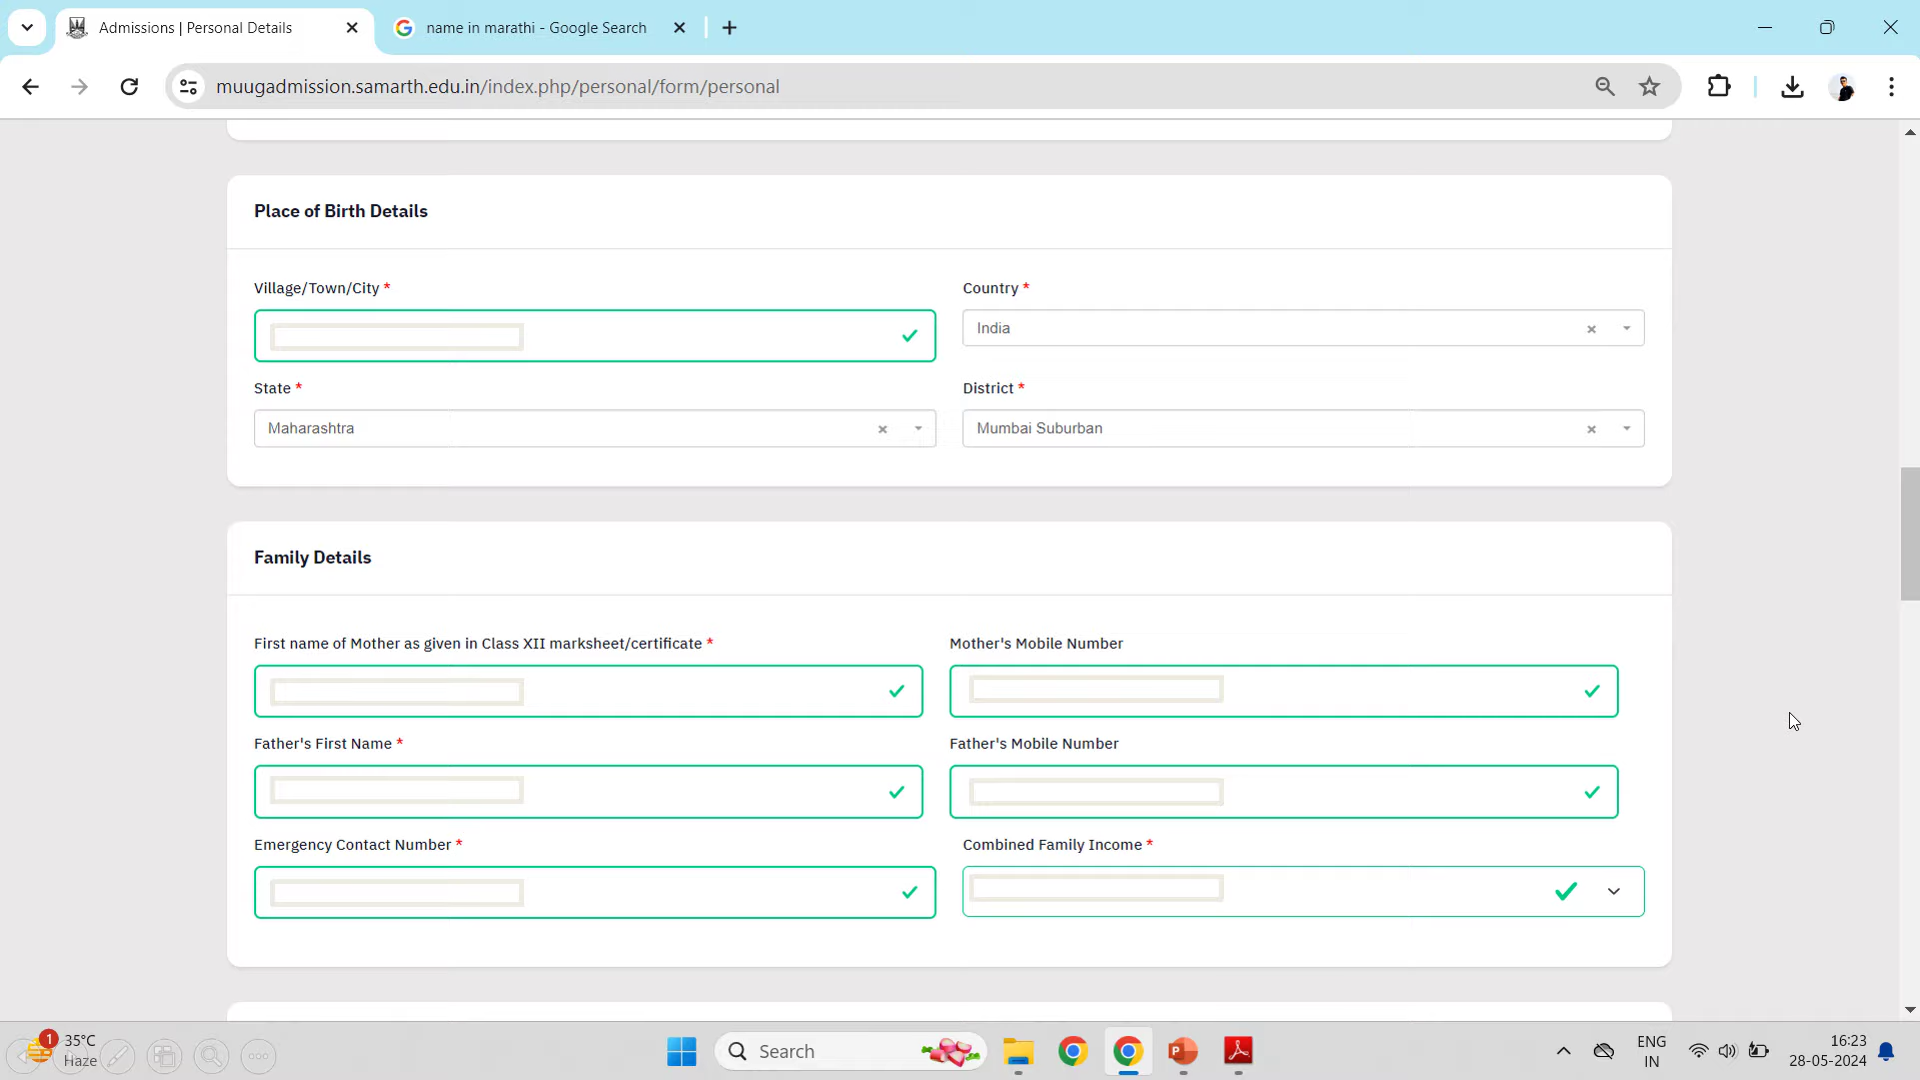 Admissions | Personal Details
name in marathi - Google Search
muugadmission.samarth.edu.in/index.php/personal/form/personal
Place of Birth Details
Village/Town/City *
Country *
India
State *
District *
Maharashtra
Mumbai Suburban
Family Details
First name of Mother as given in Class XII marksheet/certificate *
Mother's Mobile Number
Father's First Name *
Father's Mobile Number
Emergency Contact Number *
Combined Family Income *
1
35°C
Haze
Search
ENG
IN
16:23
28-05-2024